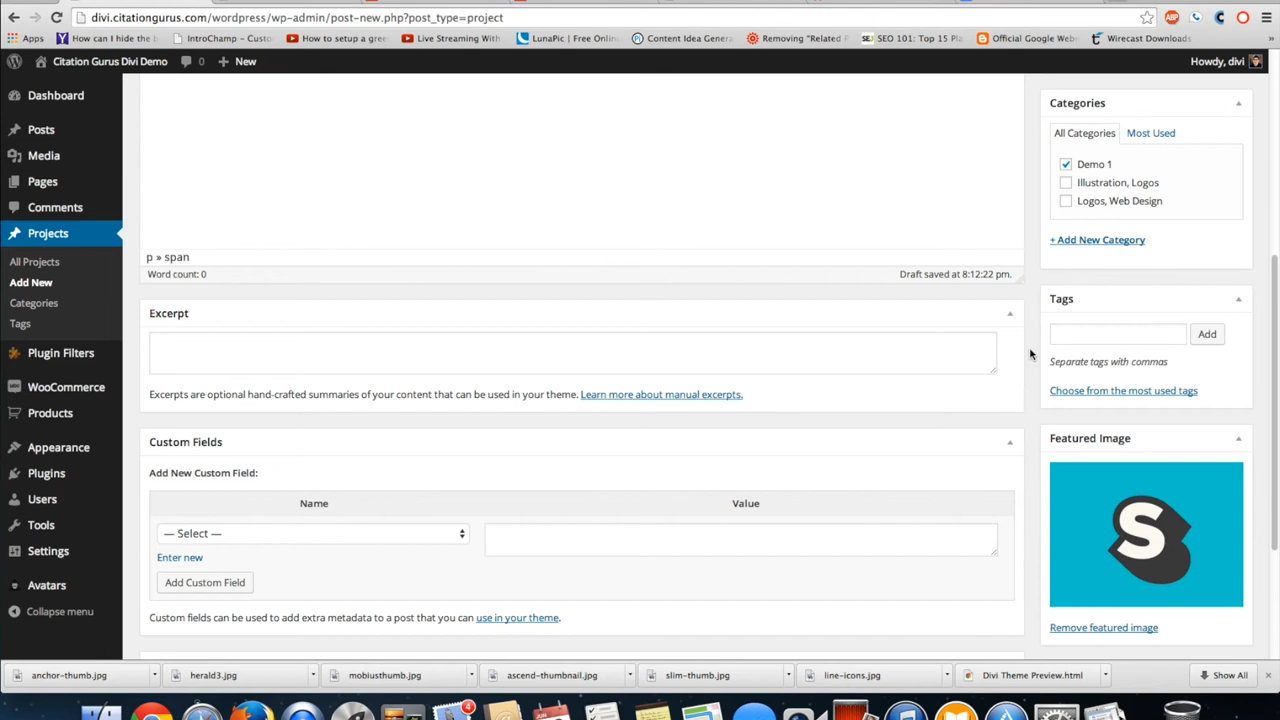 divi.citationgurus.com/wordpress/wp-admin/post-new.php?post_type=project
Apps
How can I hide the b
IntroChamp - Custo
How to setup a gree
Live Streaming With
LunaPic | Free Onlin
Content Idea Genera
Removing "Related P
SEO 101: Top 15 Pla
Official Google Web
Wirecast Downloads
»
Citation Gurus Divi Demo
0
New
Howdy, divi
Dashboard
Posts
Media
Pages
Comments
Projects
All Projects
Add New
Categories
Tags
Plugin Filters
WooCommerce
Products
Appearance
Plugins
Users
Tools
Settings
Avatars
Collapse menu
p » span
Word count: 0
Draft saved at 8:12:22 pm.
Excerpt
Excerpts are optional hand-crafted summaries of your content that can be used in your theme. Learn more about manual excerpts.
Custom Fields
Add New Custom Field:
Name
Value
— Select —
Enter new
Add Custom Field
Custom fields can be used to add extra metadata to a post that you can use in your theme.
Categories
All Categories
Most Used
Demo 1
Illustration, Logos
Logos, Web Design
+ Add New Category
Tags
Add
Separate tags with commas
Choose from the most used tags
Featured Image
S
Remove featured image
anchor-thumb.jpg
herald3.jpg
mobiusthumb.jpg
ascend-thumbnail.jpg
slim-thumb.jpg
line-icons.jpg
Divi Theme Preview.html
Show All
4